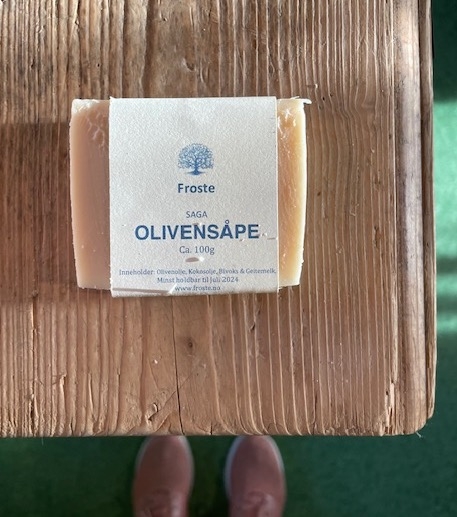 Froste
SAGA
OLIVENSÅPE
Ca. 100g
Inneholder: Olivenolje, Kokosolje, Bivoks & Geitemelk,
Minst holdbar til Juli 2024
www.froste.no